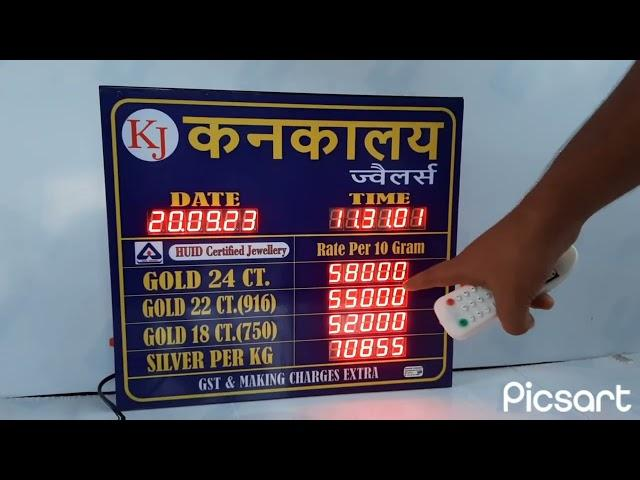 KJ कनकालय
ज्वैलर्स
DATE TIME
20.09.23 11.31.01
HUID Certified Jewellery Rate Per 10 Gram
GOLD 24 CT. 58000
GOLD 22 CT.(916) 55000
GOLD 18 CT.(750) 52000
SILVER PER KG 70855
GST & MAKING CHARGES EXTRA
Picsart